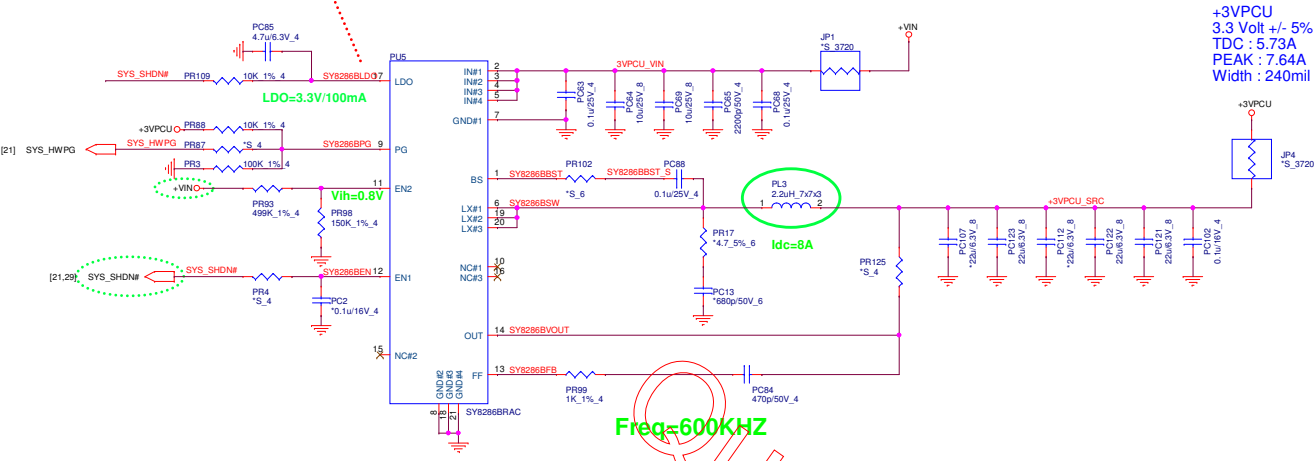 +3VPCU
3.3 Volt +/- 5%
TDC : 5.73A
PEAK : 7.64A
Width : 240mil
PC85
4.7u/6.3V_4
SYS_SHDN#
PR109
10K_1%_4
SY8286BLDO
17
LDO
LDO=3.3V/100mA
PU5
+3VPCU
PR88
10K_1%_4
[21]
SYS_HWPG
SYS_HWPG
PR87
*S_4
SY8286BPG
9
PG
PR3
100K_1%_4
+VIN
PR93
499K_1%_4
11
EN2
Vih=0.8V
PR98
150K_1%_4
[21,29]
SYS_SHDN#
SYS_SHDN#
PR4
*S_4
SY8286BEN
12
EN1
PC2
*0.1u/16V_4
15
NC#2
IN#1
2
IN#2
3
IN#3
4
IN#4
5
GND#1
7
3VPCU_VIN
JP1
*S_3720
+VIN
PC63
0.1u/25V_4
PC64
10u/25V_8
PC69
10u/25V_8
PC65
2200p/50V_4
PC68
0.1u/25V_4
BS
1
SY8286BBST
PR102
*S_6
SY8286BBST_S
PC88
0.1u/25V_4
LX#1
6
LX#2
19
LX#3
20
SY8286BSW
PL3
2.2uH_7x7x3
1
2
Idc=8A
PR17
*4.7_5%_6
PC13
*680p/50V_6
NC#1
10
NC#3
16
PR125
*S_4
OUT
14
SY8286BVOUT
FF
13
SY8286BFB
PR99
1K_1%_4
PC84
470p/50V_4
GND#2
GND#3
GND#4
8
18
21
SY8286BRAC
Freq=600KHZ
+3VPCU
JP4
*S_3720
+3VPCU_SRC
PC107
*22u/6.3V_8
PC123
22u/6.3V_8
PC112
*22u/6.3V_8
PC122
22u/6.3V_8
PC121
22u/6.3V_8
PC102
0.1u/16V_4